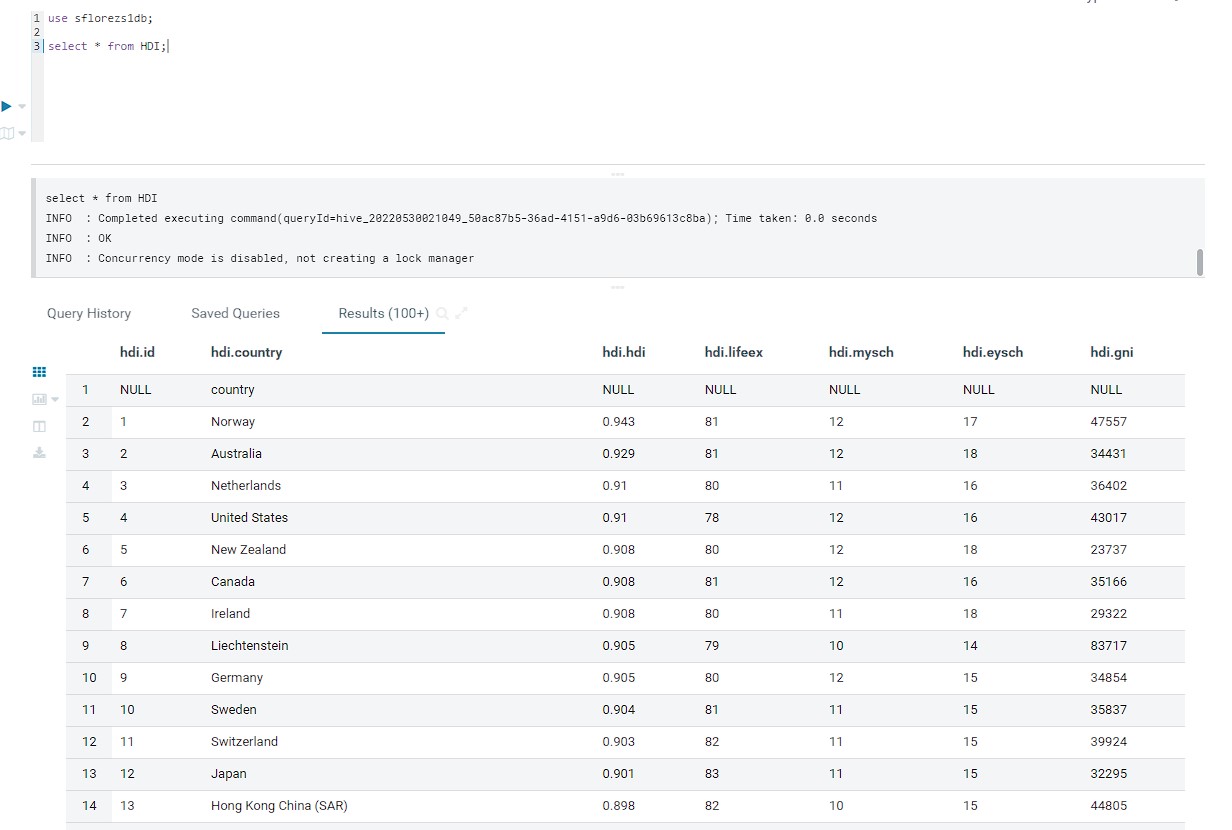 1 use sflorezs1db;
2
3 select * from HDI;
select * from HDI
INFO : Completed executing command(queryId=hive_20220530021049_50ac87b5-36ad-4151-a9d6-03b69613c8ba); Time taken: 0.0 seconds
INFO : OK
INFO : Concurrency mode is disabled, not creating a lock manager
Query History Saved Queries Results (100+)
hdi.id hdi.country hdi.hdi hdi.lifeex hdi.mysch hdi.eysch hdi.gni
1 NULL country NULL NULL NULL NULL NULL
2 1 Norway 0.943 81 12 17 47557
3 2 Australia 0.929 81 12 18 34431
4 3 Netherlands 0.91 80 11 16 36402
5 4 United States 0.91 78 12 16 43017
6 5 New Zealand 0.908 80 12 18 23737
7 6 Canada 0.908 81 12 16 35166
8 7 Ireland 0.908 80 11 18 29322
9 8 Liechtenstein 0.905 79 10 14 83717
10 9 Germany 0.905 80 12 15 34854
11 10 Sweden 0.904 81 11 15 35837
12 11 Switzerland 0.903 82 11 15 39924
13 12 Japan 0.901 83 11 15 32295
14 13 Hong Kong China (SAR) 0.898 82 10 15 44805